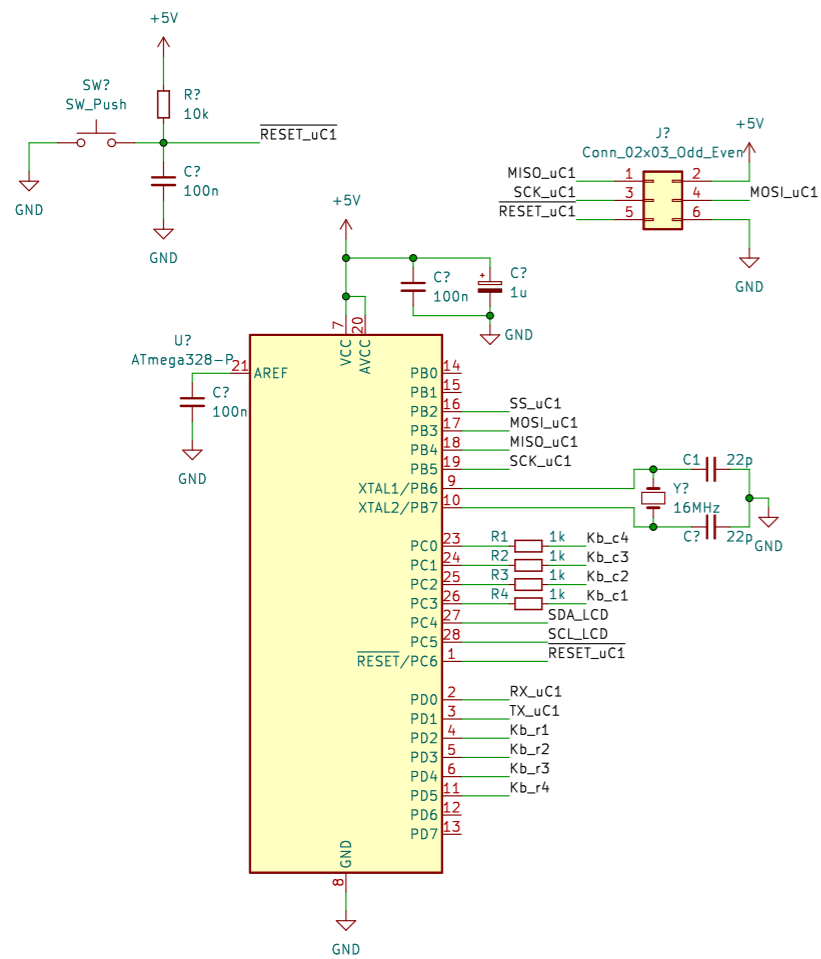 +5V
SW?
SW_Push
R?
10k
RESET_uC1
C?
100n
GND
GND
J?
Conn_02x03_Odd_Even
+5V
MISO_uC1 1 2
SCK_uC1 3 4 MOSI_uC1
RESET_uC1 5 6
GND
+5V
C?
100n
C?
1u
GND
U?
ATmega328-P
7 20
VCC AVCC
21 AREF
C?
100n
GND
PB0 14
PB1 15
PB2 16 SS_uC1
PB3 17 MOSI_uC1
PB4 18 MISO_uC1
PB5 19 SCK_uC1
XTAL1/PB6 9
XTAL2/PB7 10
C1 22p
Y?
16MHz
C? 22p
GND
PC0 23 R1 1k Kb_c4
PC1 24 R2 1k Kb_c3
PC2 25 R3 1k Kb_c2
PC3 26 R4 1k Kb_c1
PC4 27 SDA_LCD
PC5 28 SCL_LCD
RESET/PC6 1 RESET_uC1
PD0 2 RX_uC1
PD1 3 TX_uC1
PD2 4 Kb_r1
PD3 5 Kb_r2
PD4 6 Kb_r3
PD5 11 Kb_r4
PD6 12
PD7 13
GND
8
GND